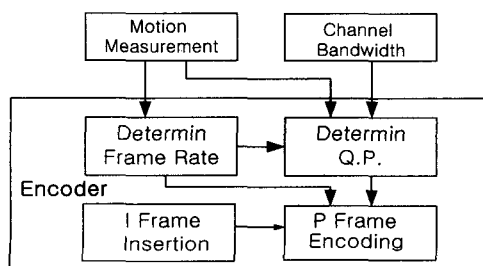 Motion
Measurement
Channel
Bandwidth
Determin
Frame Rate
Determin
Q.P.
Encoder
I Frame
Insertion
P Frame
Encoding